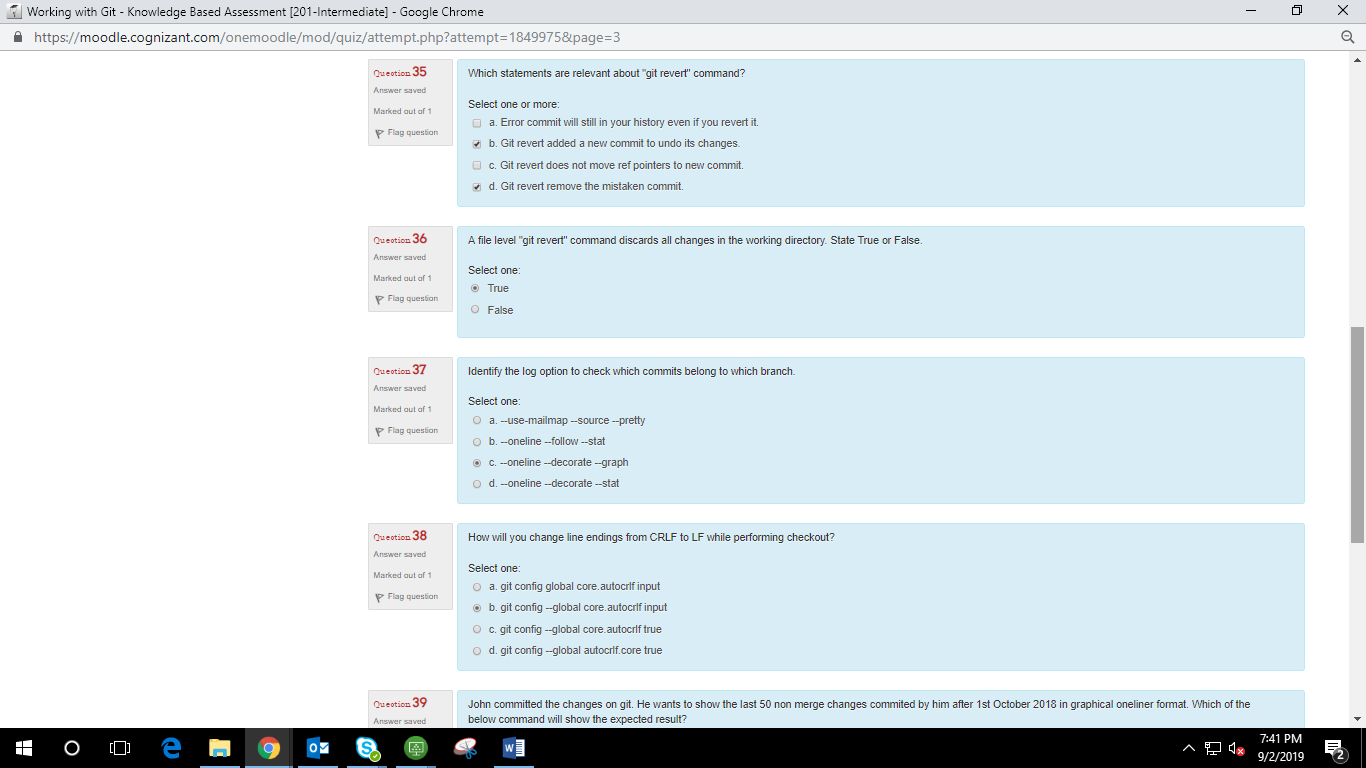 Working with Git - Knowledge Based Assessment [201-Intermediate] - Google Chrome
https://moodle.cognizant.com/onemoodle/mod/quiz/attempt.php?attempt=1849975&page=3
Question 35
Answer saved
Marked out of 1
Flag question
Which statements are relevant about "git revert" command?
Select one or more:
a. Error commit will still in your history even if you revert it.
b. Git revert added a new commit to undo its changes.
c. Git revert does not move ref pointers to new commit.
d. Git revert remove the mistaken commit.
Question 36
Answer saved
Marked out of 1
Flag question
A file level "git revert" command discards all changes in the working directory. State True or False.
Select one:
True
False
Question 37
Answer saved
Marked out of 1
Flag question
Identify the log option to check which commits belong to which branch.
Select one:
a. --use-mailmap --source --pretty
b. --oneline --follow --stat
c. --oneline --decorate --graph
d. --oneline --decorate --stat
Question 38
Answer saved
Marked out of 1
Flag question
How will you change line endings from CRLF to LF while performing checkout?
Select one:
a. git config global core.autocrlf input
b. git config --global core.autocrlf input
c. git config --global core.autocrlf true
d. git config --global autocrlf.core true
Question 39
Answer saved
John committed the changes on git. He wants to show the last 50 non merge changes commited by him after 1st October 2018 in graphical oneliner format. Which of the
below command will show the expected result?
7:41 PM
9/2/2019
2